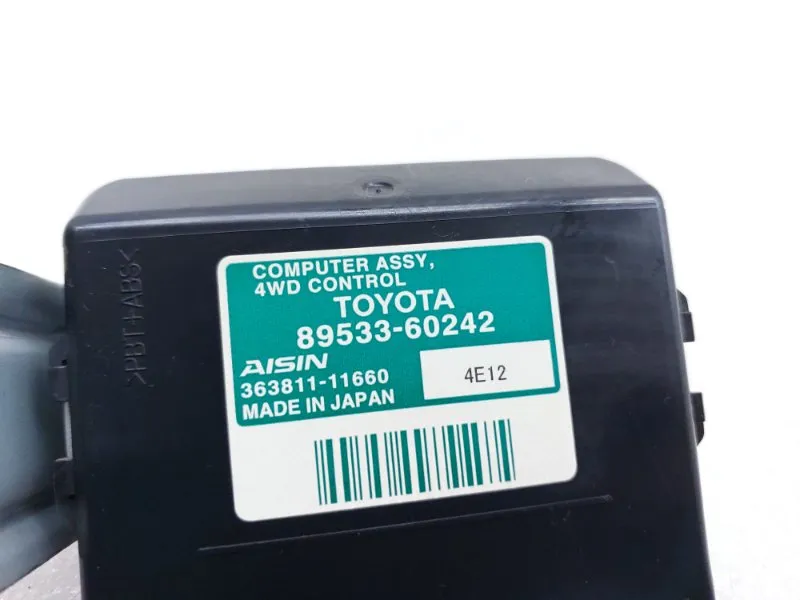 COMPUTER ASSY,
4WD CONTROL
TOYOTA
89533-60242
AISIN
363811-11660
4E12
MADE IN JAPAN
>PBT+ABS<